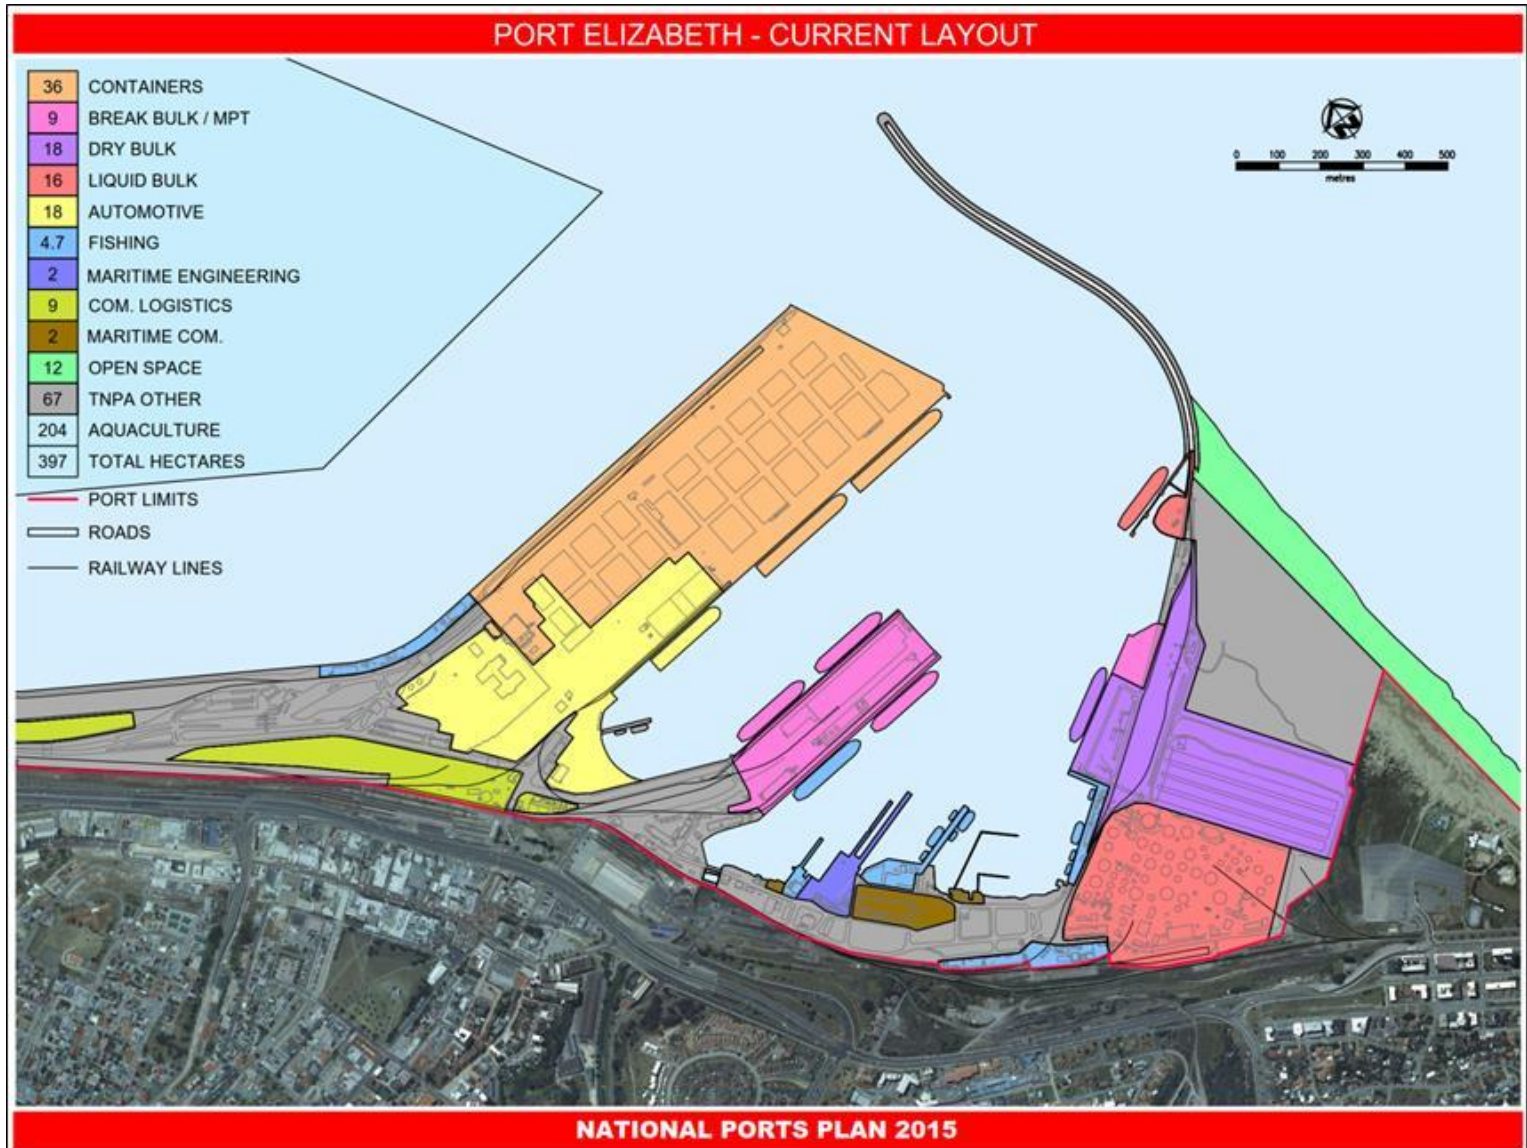 PORT ELIZABETH - CURRENT LAYOUT
36 CONTAINERS
9 BREAK BULK / MPT
18 DRY BULK
16 LIQUID BULK
18 AUTOMOTIVE
4.7 FISHING
2 MARITIME ENGINEERING
9 COM. LOGISTICS
2 MARITIME COM.
12 OPEN SPACE
67 TNPA OTHER
204 AQUACULTURE
397 TOTAL HECTARES
PORT LIMITS
ROADS
RAILWAY LINES
0 100 200 300 400 500
metres
NATIONAL PORTS PLAN 2015